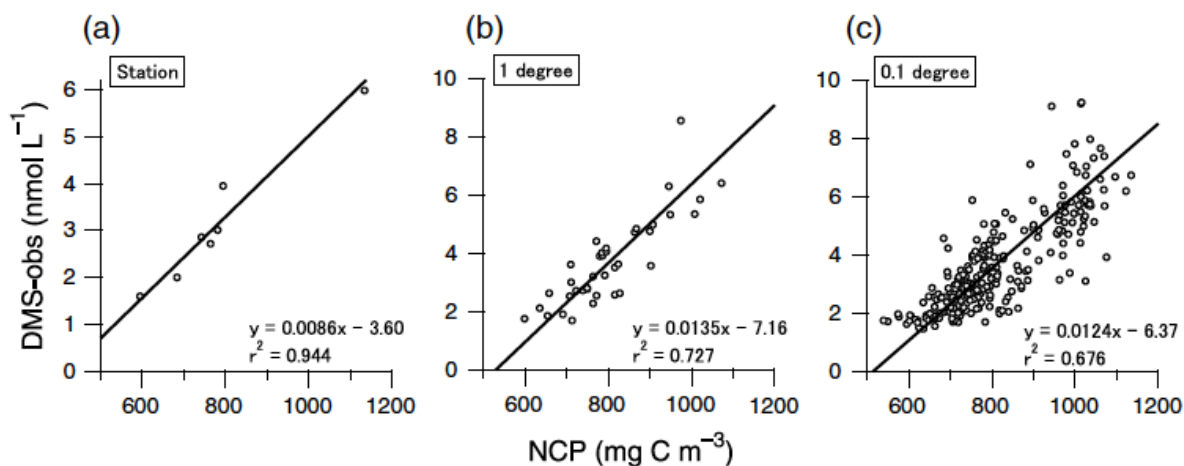 (a)
Station
6
5
4
3
2
1
0
600
800
1000
1200
y = 0.0086x − 3.60
r² = 0.944
(b)
1 degree
10
8
6
4
2
0
600
800
1000
1200
y = 0.0135x − 7.16
r² = 0.727
(c)
0.1 degree
10
8
6
4
2
0
600
800
1000
1200
y = 0.0124x − 6.37
r² = 0.676
DMS−obs (nmol L⁻¹)
NCP (mg C m⁻³)